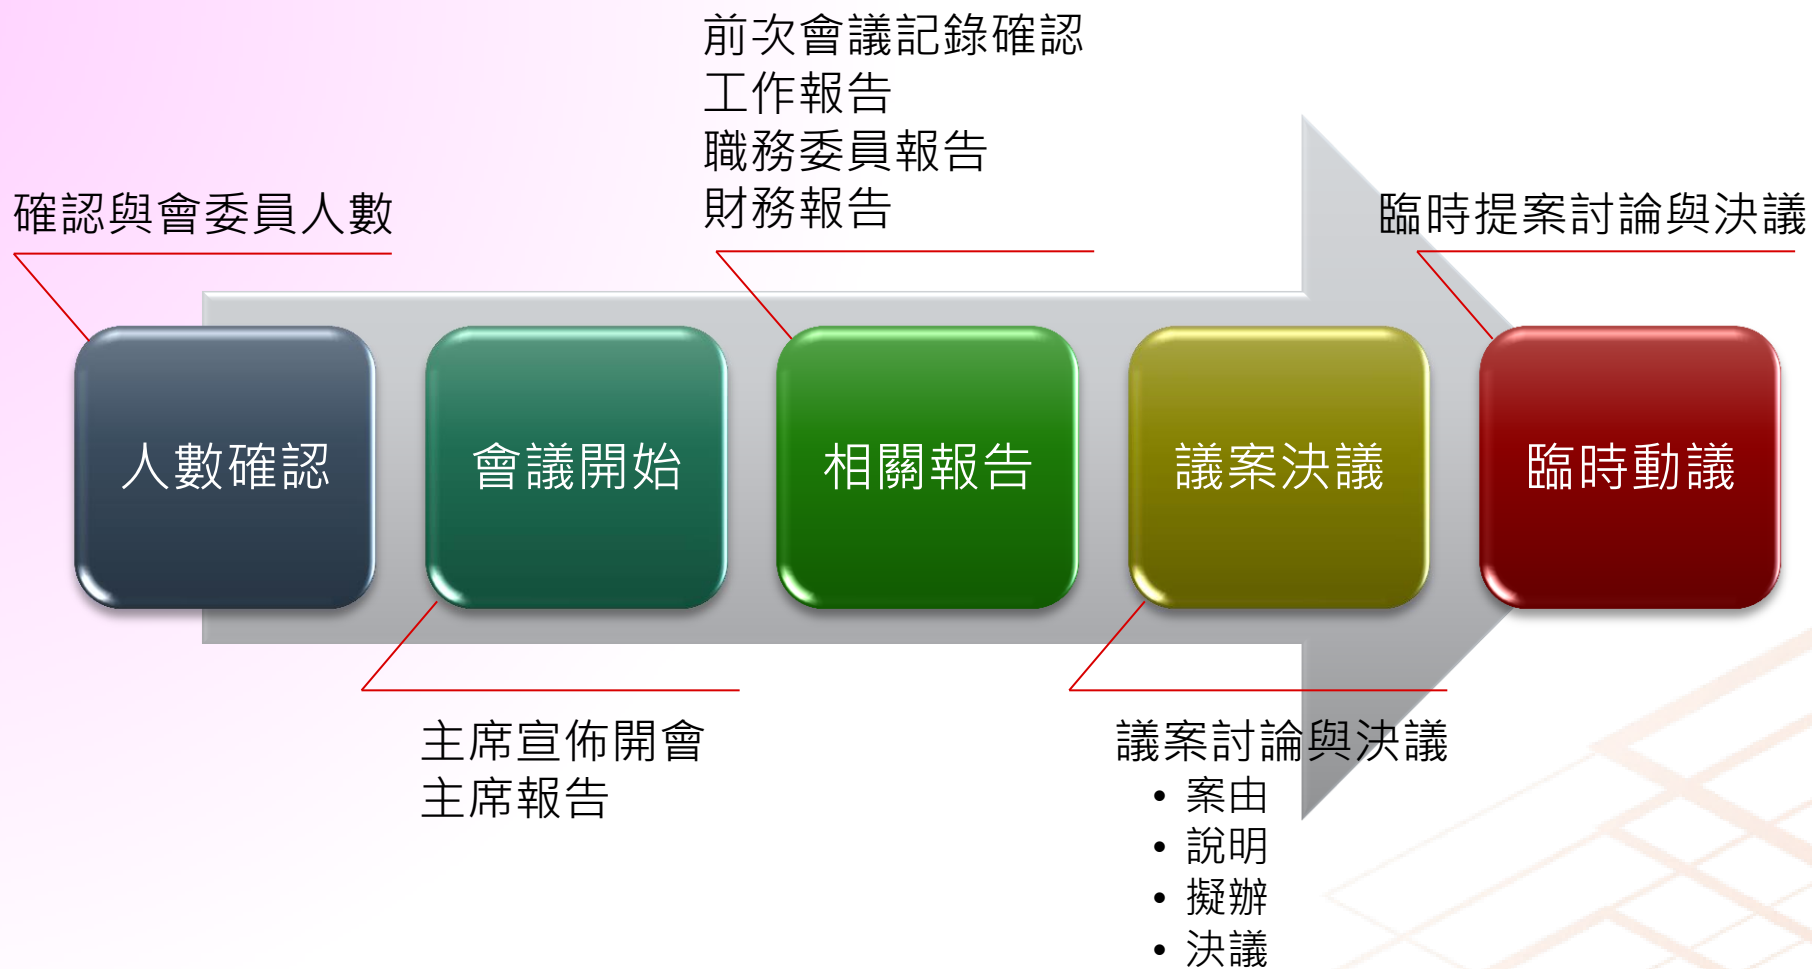 前次會議記錄確認
工作報告
職務委員報告
財務報告
確認與會委員人數
臨時提案討論與決議
人數確認
會議開始
相關報告
議案決議
臨時動議
主席宣佈開會
主席報告
議案討論與決議
• 案由
• 說明
• 擬辦
• 決議